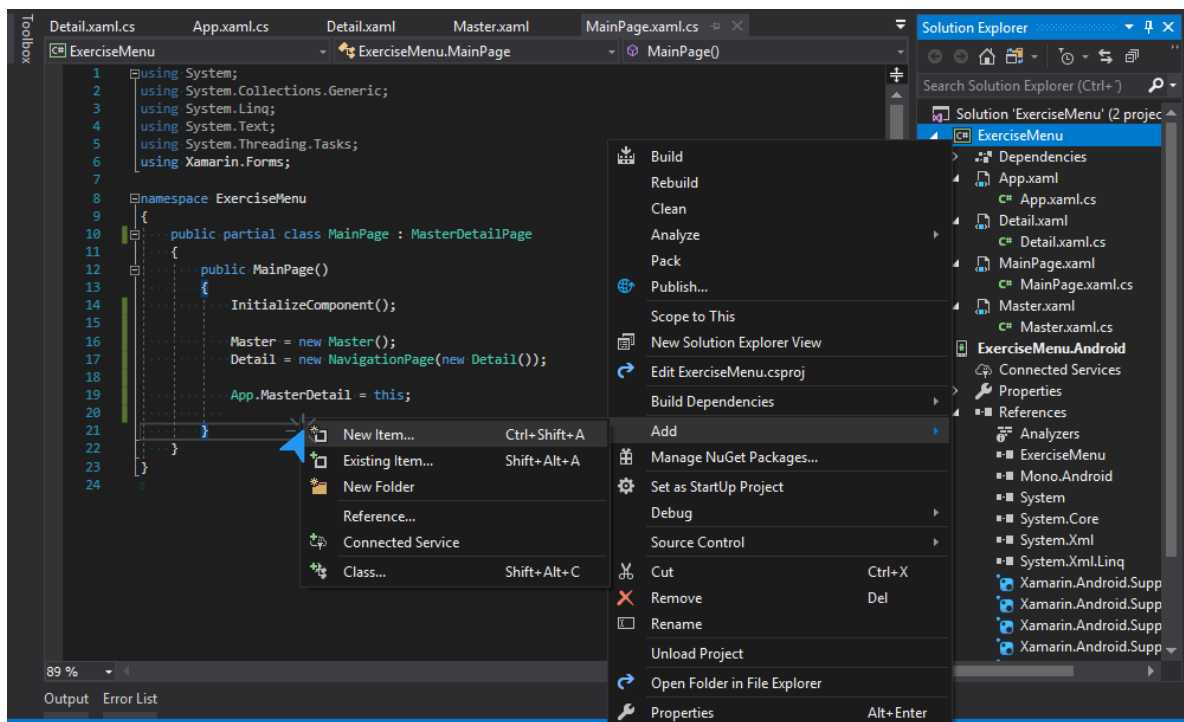 Toolbox
Detail.xaml.cs App.xaml.cs Detail.xaml Master.xaml MainPage.xaml.cs
C# ExerciseMenu ExerciseMenu.MainPage MainPage()
1 using System;
2 using System.Collections.Generic;
3 using System.Linq;
4 using System.Text;
5 using System.Threading.Tasks;
6 using Xamarin.Forms;
7
8 namespace ExerciseMenu
9 {
10 public partial class MainPage : MasterDetailPage
11 {
12 public MainPage()
13 {
14 InitializeComponent();
15
16 Master = new Master();
17 Detail = new NavigationPage(new Detail());
18
19 App.MasterDetail = this;
20
21 }
22 }
23 }
24
89 %
Output Error List
New Item... Ctrl+Shift+A
Existing Item... Shift+Alt+A
New Folder
Reference...
Connected Service
Class... Shift+Alt+C
Build
Rebuild
Clean
Analyze
Pack
Publish...
Scope to This
New Solution Explorer View
Edit ExerciseMenu.csproj
Build Dependencies
Add
Manage NuGet Packages...
Set as StartUp Project
Debug
Source Control
Cut Ctrl+X
Remove Del
Rename
Unload Project
Open Folder in File Explorer
Properties Alt+Enter
Solution Explorer
Search Solution Explorer (Ctrl+´)
Solution 'ExerciseMenu' (2 projec
C# ExerciseMenu
Dependencies
App.xaml
C# App.xaml.cs
Detail.xaml
C# Detail.xaml.cs
MainPage.xaml
C# MainPage.xaml.cs
Master.xaml
C# Master.xaml.cs
ExerciseMenu.Android
Connected Services
Properties
References
Analyzers
ExerciseMenu
Mono.Android
System
System.Core
System.Xml
System.Xml.Linq
Xamarin.Android.Supp
Xamarin.Android.Supp
Xamarin.Android.Supp
Xamarin.Android.Supp